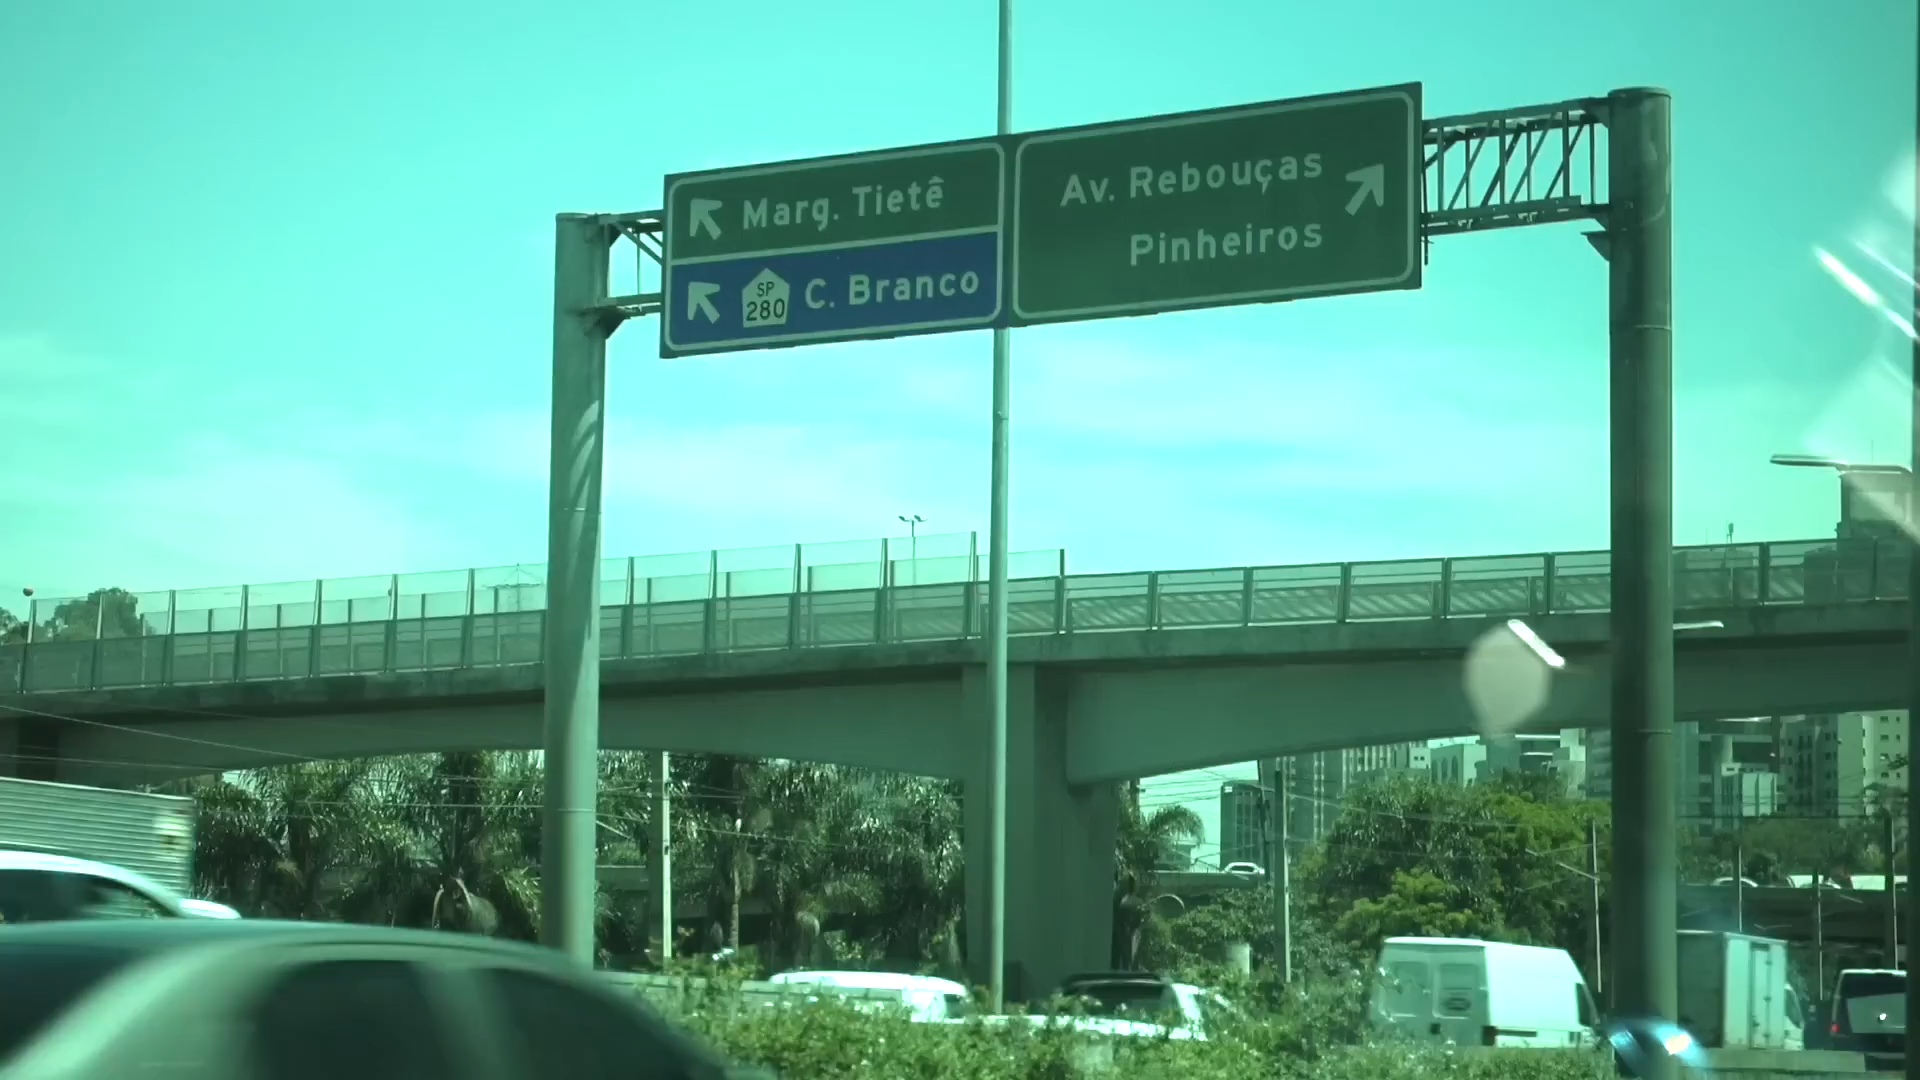 Marg. Tietê
SP
280
C. Branco
Av. Rebouças
Pinheiros